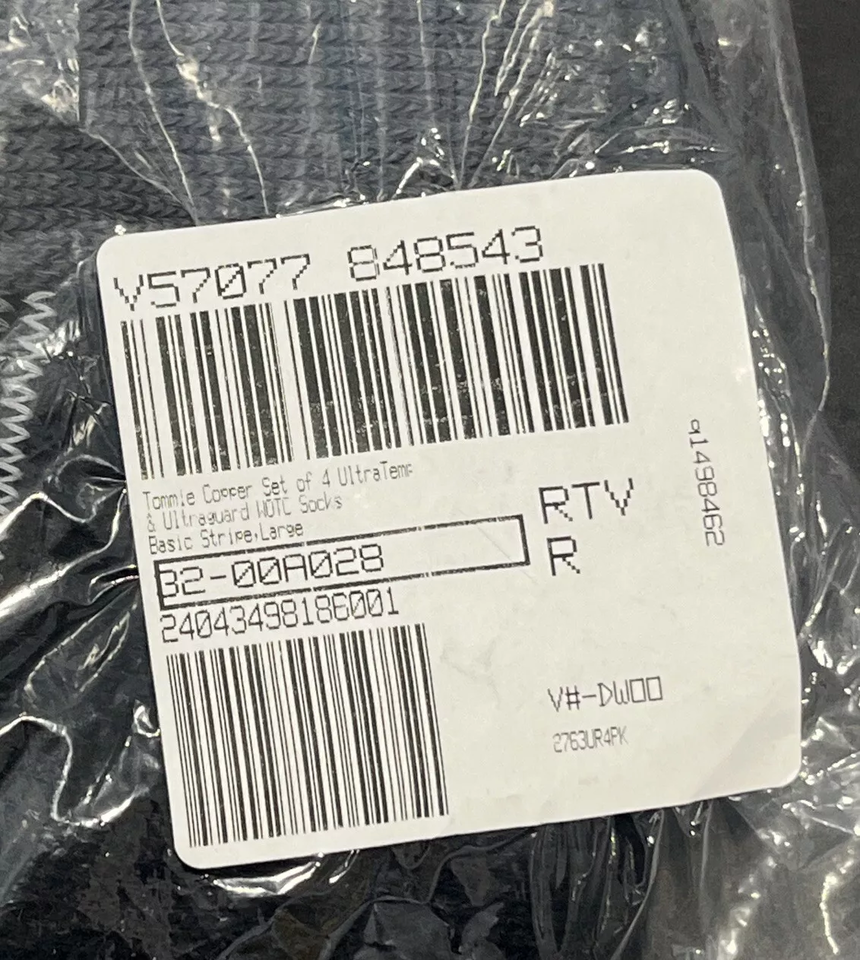 V57077 848543
Tommie Copper Set of 4 UltraTemp
& Ultraguard WDTC Socks
Basic Stripe,Large
B2-00A028
24043498186001
RTV
R
V#-DW00
2763UR4PK
q1498462